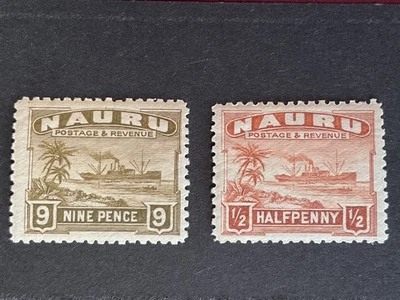 NAURU
POSTAGE & REVENUE
9 NINE PENCE 9
NAURU
POSTAGE & REVENUE
1/2 HALFPENNY 1/2